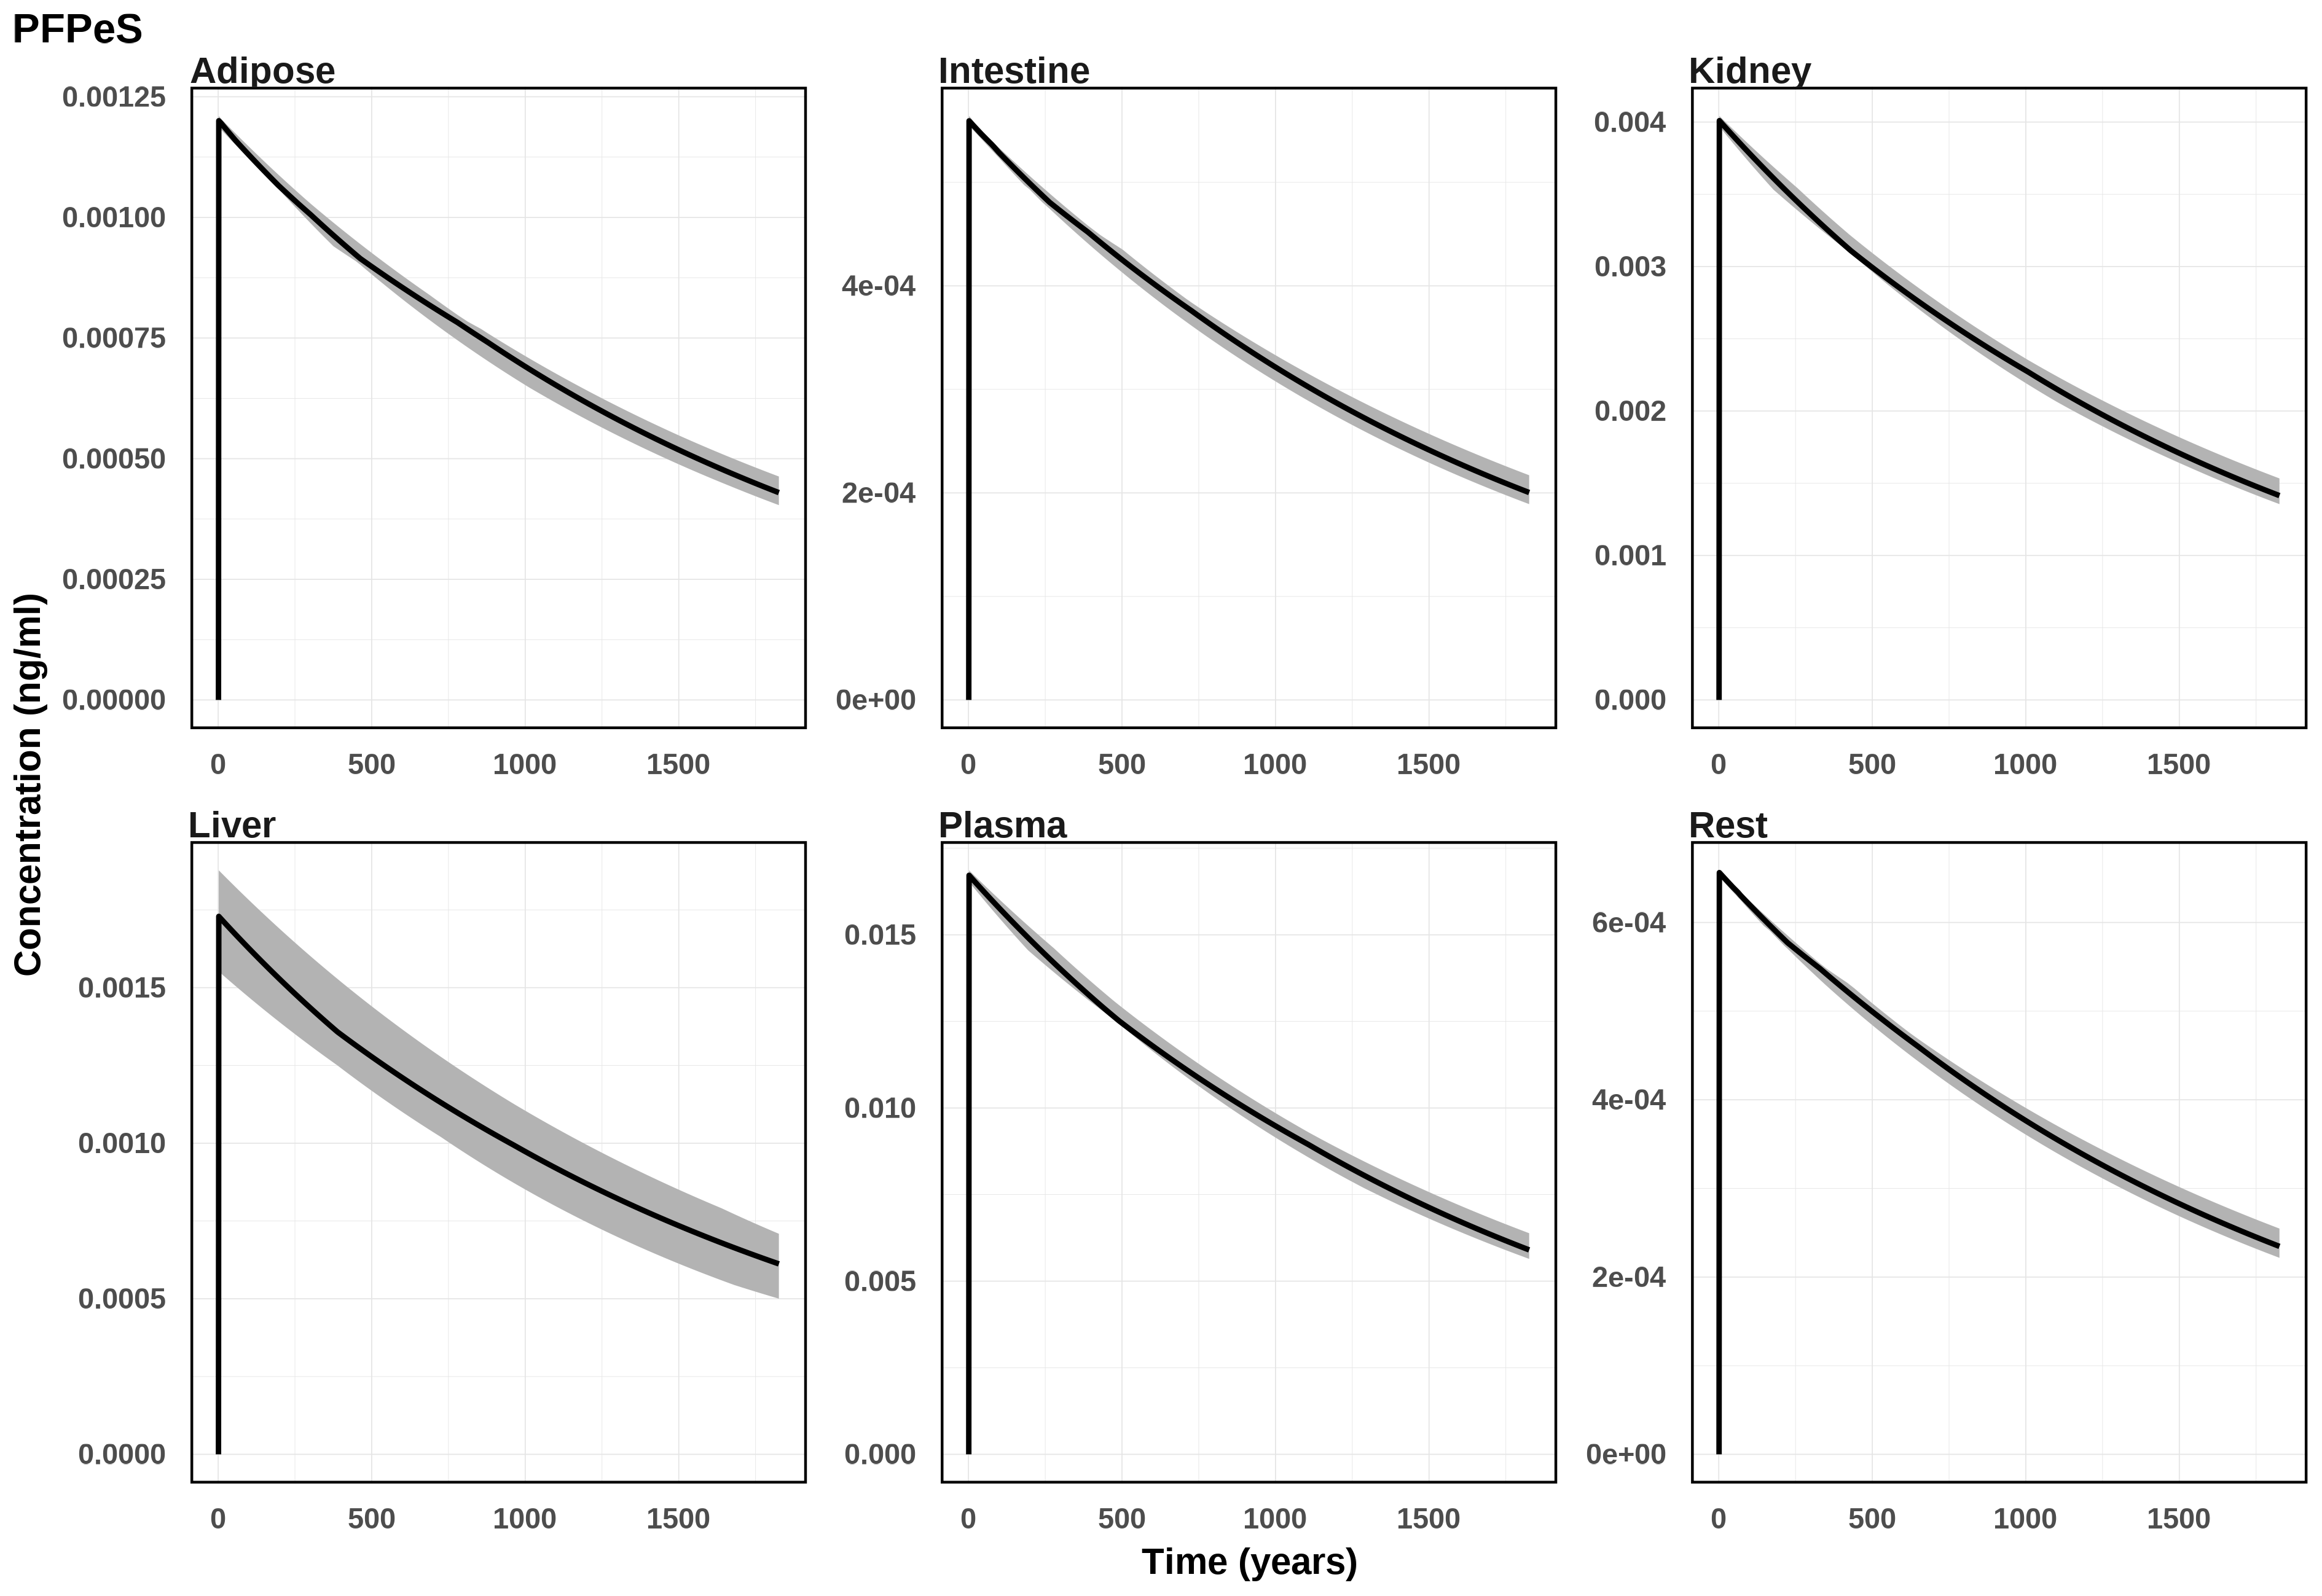 PFPeS
Adipose Intestine Kidney
0.00125
0.00100
0.00075
0.00050
0.00025
0.00000
4e-04
2e-04
0e+00
0.004
0.003
0.002
0.001
0.000
0 500 1000 1500 0 500 1000 1500 0 500 1000 1500
Concentration (ng/ml)
Liver Plasma Rest
0.0015
0.0010
0.0005
0.0000
0.015
0.010
0.005
0.000
6e-04
4e-04
2e-04
0e+00
0 500 1000 1500 0 500 1000 1500 0 500 1000 1500
Time (years)